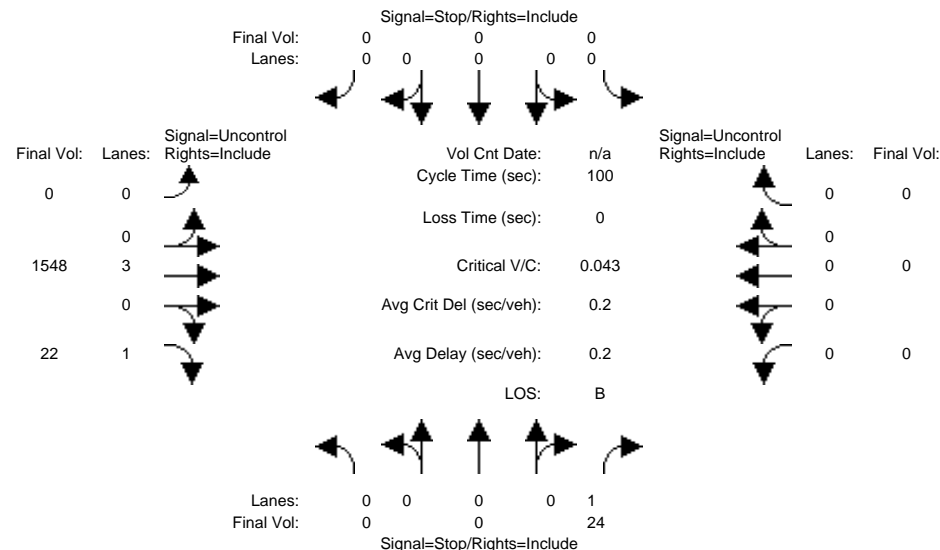 Signal=Stop/Rights=Include
Final Vol: 0 0 0
Lanes: 0 0 0 0 0
Signal=Uncontrol Signal=Uncontrol
Final Vol: Lanes: Rights=Include Vol Cnt Date: n/a Rights=Include Lanes: Final Vol:
Cycle Time (sec): 100
0 0 0 0
Loss Time (sec): 0
0 0
1548 3 Critical V/C: 0.043 0 0
0 Avg Crit Del (sec/veh): 0.2 0
22 1 Avg Delay (sec/veh): 0.2 0 0
LOS: B
Lanes: 0 0 0 0 1
Final Vol: 0 0 24
Signal=Stop/Rights=Include